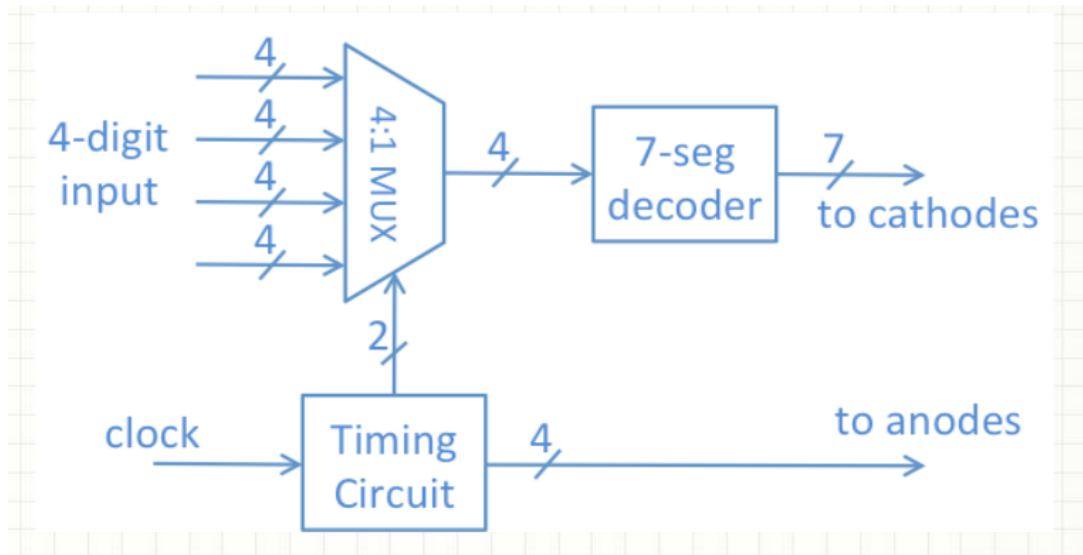 4
4
4
4
4-digit
input
4:1 MUX
4
7-seg
decoder
7
to cathodes
2
clock
Timing
Circuit
4
to anodes